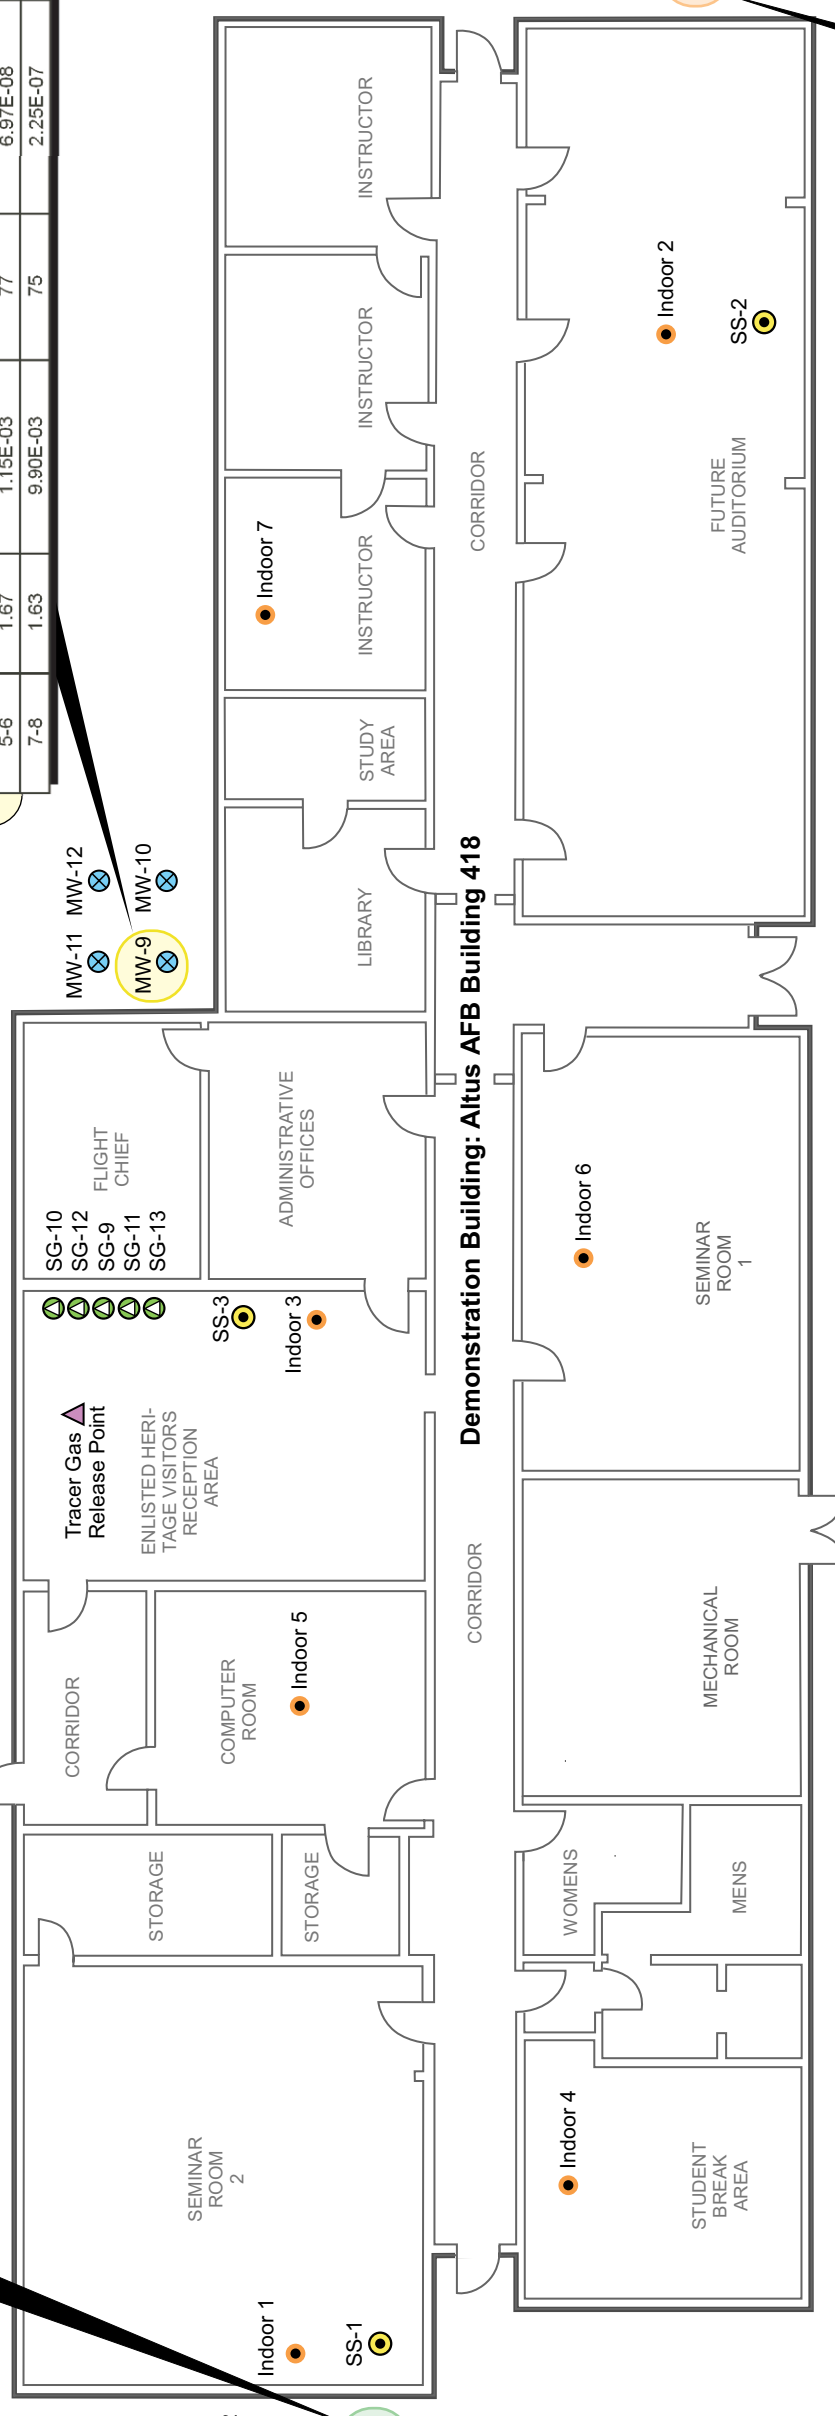 6.97E-08
2.25E-07
77
75
1.15E-03
9.90E-03
1.67
1.63
5-6
7-8
INSTRUCTOR
INSTRUCTOR
Indoor 7
INSTRUCTOR
STUDY
AREA
LIBRARY
CORRIDOR
Indoor 2
SS-2
FUTURE
AUDITORIUM
MW-12
MW-10
MW-11
MW-9
Demonstration Building: Altus AFB Building 418
FLIGHT
CHIEF
ADMINISTRATIVE
OFFICES
SG-10
SG-12
SG-9
SG-11
SG-13
SS-3
Indoor 3
Tracer Gas
Release Point
ENLISTED HERI-
TAGE VISITORS
RECEPTION
AREA
Indoor 6
SEMINAR
ROOM
1
CORRIDOR
MECHANICAL
ROOM
CORRIDOR
COMPUTER
ROOM
Indoor 5
STORAGE
STORAGE
WOMENS
MENS
SEMINAR
ROOM
2
Indoor 4
STUDENT
BREAK
AREA
Indoor 1
SS-1